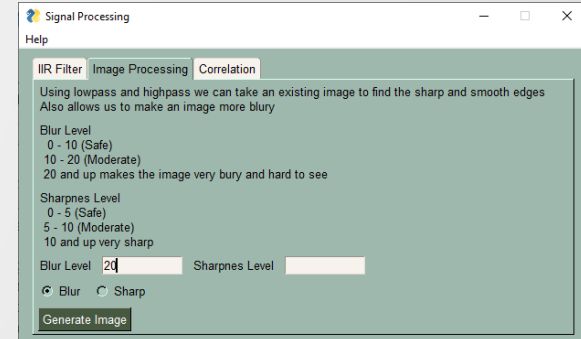 Signal Processing
Help
IIR Filter Image Processing Correlation
Using lowpass and highpass we can take an existing image to find the sharp and smooth edges
Also allows us to make an image more blury
Blur Level
0 - 10 (Safe)
10 - 20 (Moderate)
20 and up makes the image very bury and hard to see
Sharpnes Level
0 - 5 (Safe)
5 - 10 (Moderate)
10 and up very sharp
Blur Level 20 Sharpnes Level
Blur Sharp
Generate Image